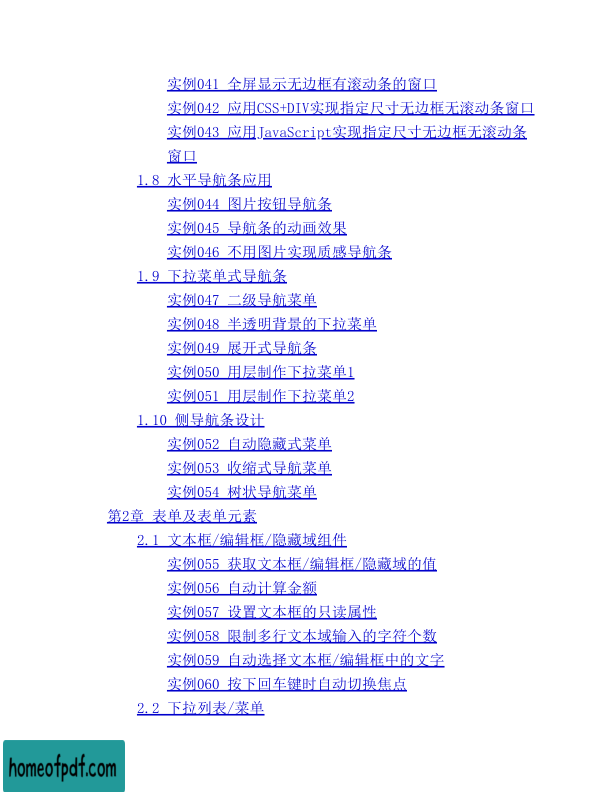 实例041 全屏显示无边框有滚动条的窗口
实例042 应用CSS+DIV实现指定尺寸无边框无滚动条窗口
实例043 应用JavaScript实现指定尺寸无边框无滚动条
窗口
1.8 水平导航条应用
实例044 图片按钮导航条
实例045 导航条的动画效果
实例046 不用图片实现质感导航条
1.9 下拉菜单式导航条
实例047 二级导航菜单
实例048 半透明背景的下拉菜单
实例049 展开式导航条
实例050 用层制作下拉菜单1
实例051 用层制作下拉菜单2
1.10 侧导航条设计
实例052 自动隐藏式菜单
实例053 收缩式导航菜单
实例054 树状导航菜单
第2章 表单及表单元素
2.1 文本框/编辑框/隐藏域组件
实例055 获取文本框/编辑框/隐藏域的值
实例056 自动计算金额
实例057 设置文本框的只读属性
实例058 限制多行文本域输入的字符个数
实例059 自动选择文本框/编辑框中的文字
实例060 按下回车键时自动切换焦点
2.2 下拉列表/菜单
homeofpdf.com